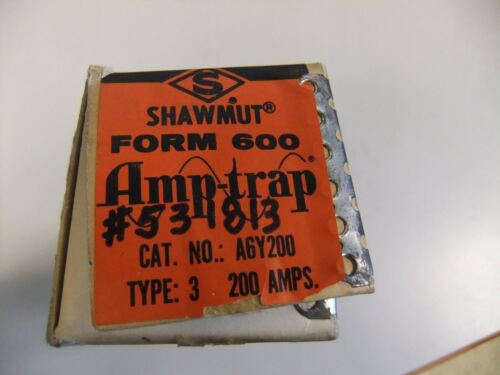 S
SHAWMUT®
FORM 600
Amp-trap®
#531813
CAT. NO.: A6Y200
TYPE: 3 200 AMPS.